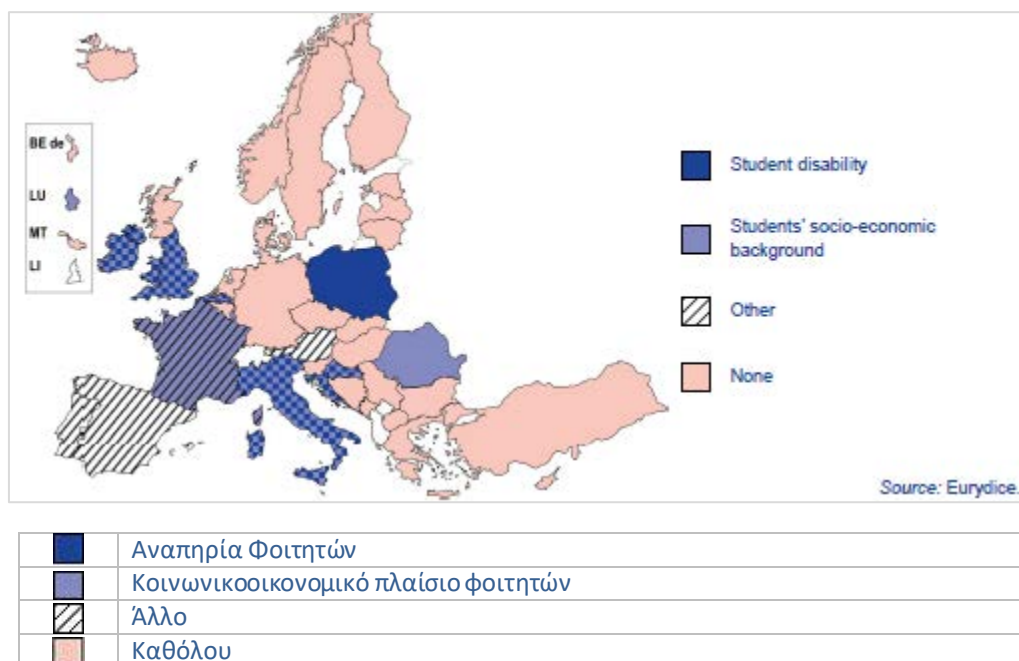 BE de
LU
MT
LI
Student disability
Students' socio-economic
background
Other
None
Source: Eurydice.
Αναπηρία Φοιτητών
Κοινωνικοοικονομικό πλαίσιο φοιτητών
Άλλο
Καθόλου